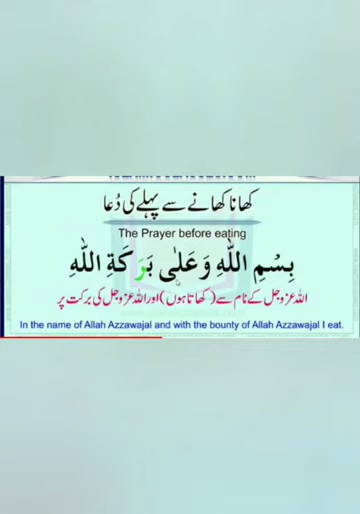 کھانا کھانے سے پہلے کی دُعا
The Prayer before eating
بِسْمِ اللّٰهِ وَعَلٰى بَرَكَةِ اللّٰهِ
اللہ عزوجل کے نام سے (کھاتا ہوں) اور اللہ عزوجل کی برکت پر
In the name of Allah Azzawajal and with the bounty of Allah Azzawajal I eat.